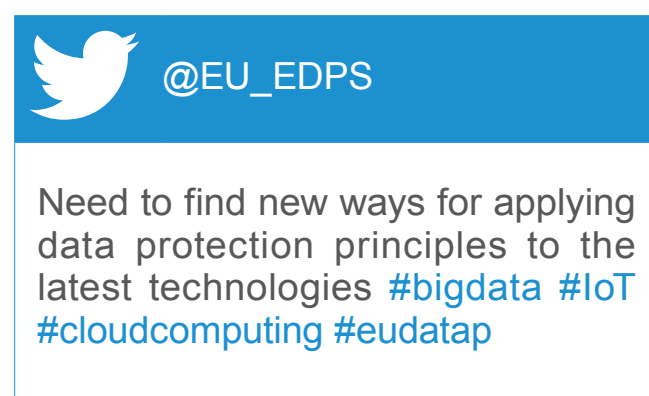 @EU_EDPS
Need to find new ways for applying
data protection principles to the
latest technologies #bigdata #IoT
#cloudcomputing #eudatap